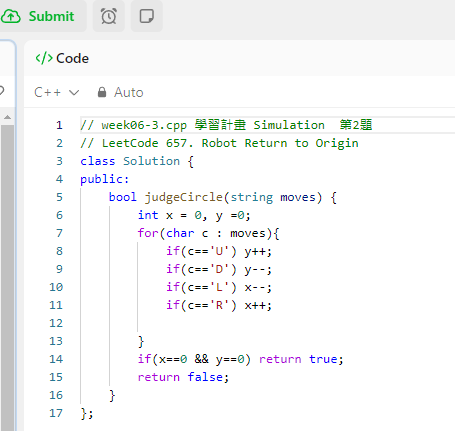 Submit
</> Code
C++ Auto
1 // week06-3.cpp 學習計畫 Simulation 第2題
2 // LeetCode 657. Robot Return to Origin
3 class Solution {
4 public:
5     bool judgeCircle(string moves) {
6         int x = 0, y =0;
7         for(char c : moves){
8             if(c=='U') y++;
9             if(c=='D') y--;
10             if(c=='L') x--;
11             if(c=='R') x++;
12
13         }
14         if(x==0 && y==0) return true;
15         return false;
16     }
17 };